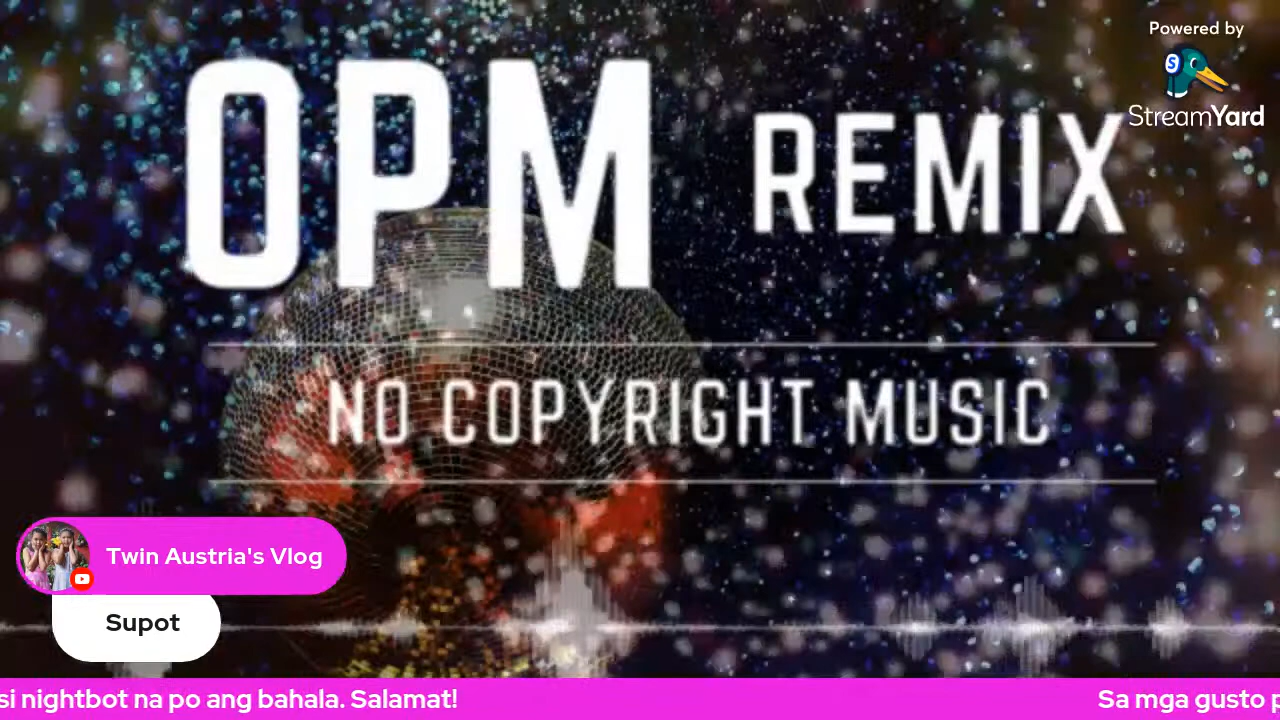 Powered by
StreamYard
OPM REMIX
NO COPYRIGHT MUSIC
Twin Austria's Vlog
Supot
si nightbot na po ang bahala. Salamat!
Sa mga gusto p